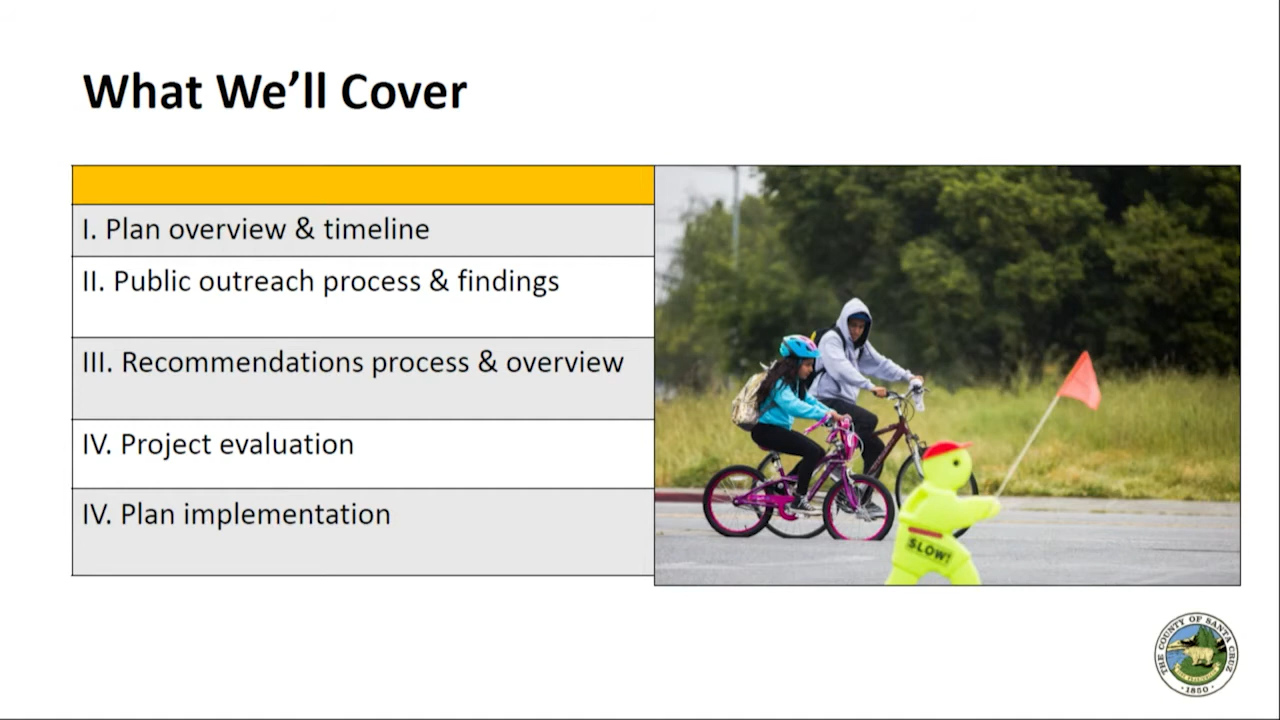 What We'll Cover
I. Plan overview & timeline
II. Public outreach process & findings
III. Recommendations process & overview
IV. Project evaluation
IV. Plan implementation
SLOW!
THE COUNTY OF SANTA CRUZ
· 1850 ·